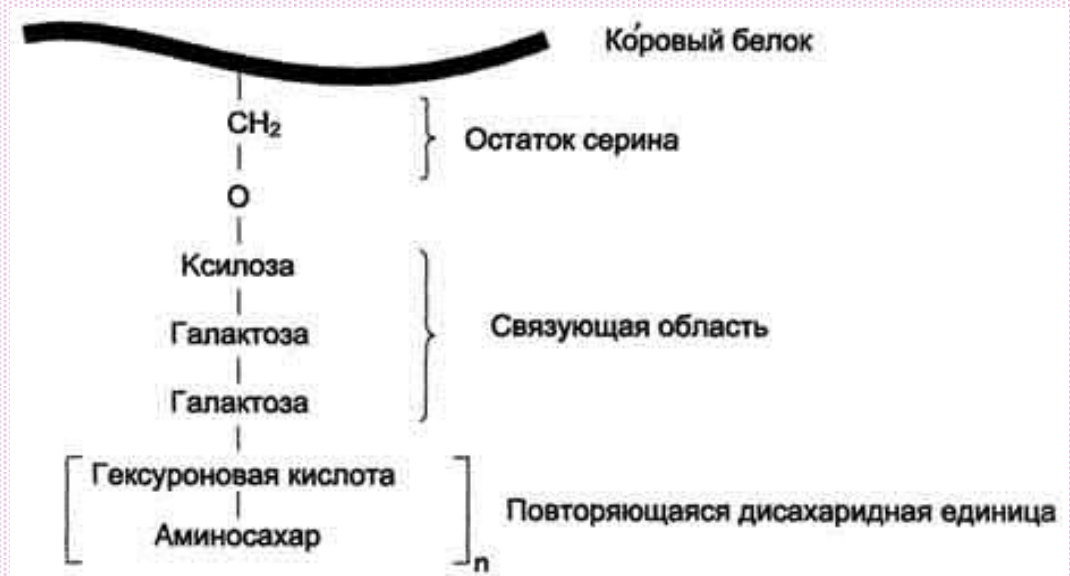 Ко́ровый белок
CH₂
Остаток серина
O
Ксилоза
Галактоза
Связующая область
Галактоза
Гексуроновая кислота
Повторяющаяся дисахаридная единица
Аминосахар
n